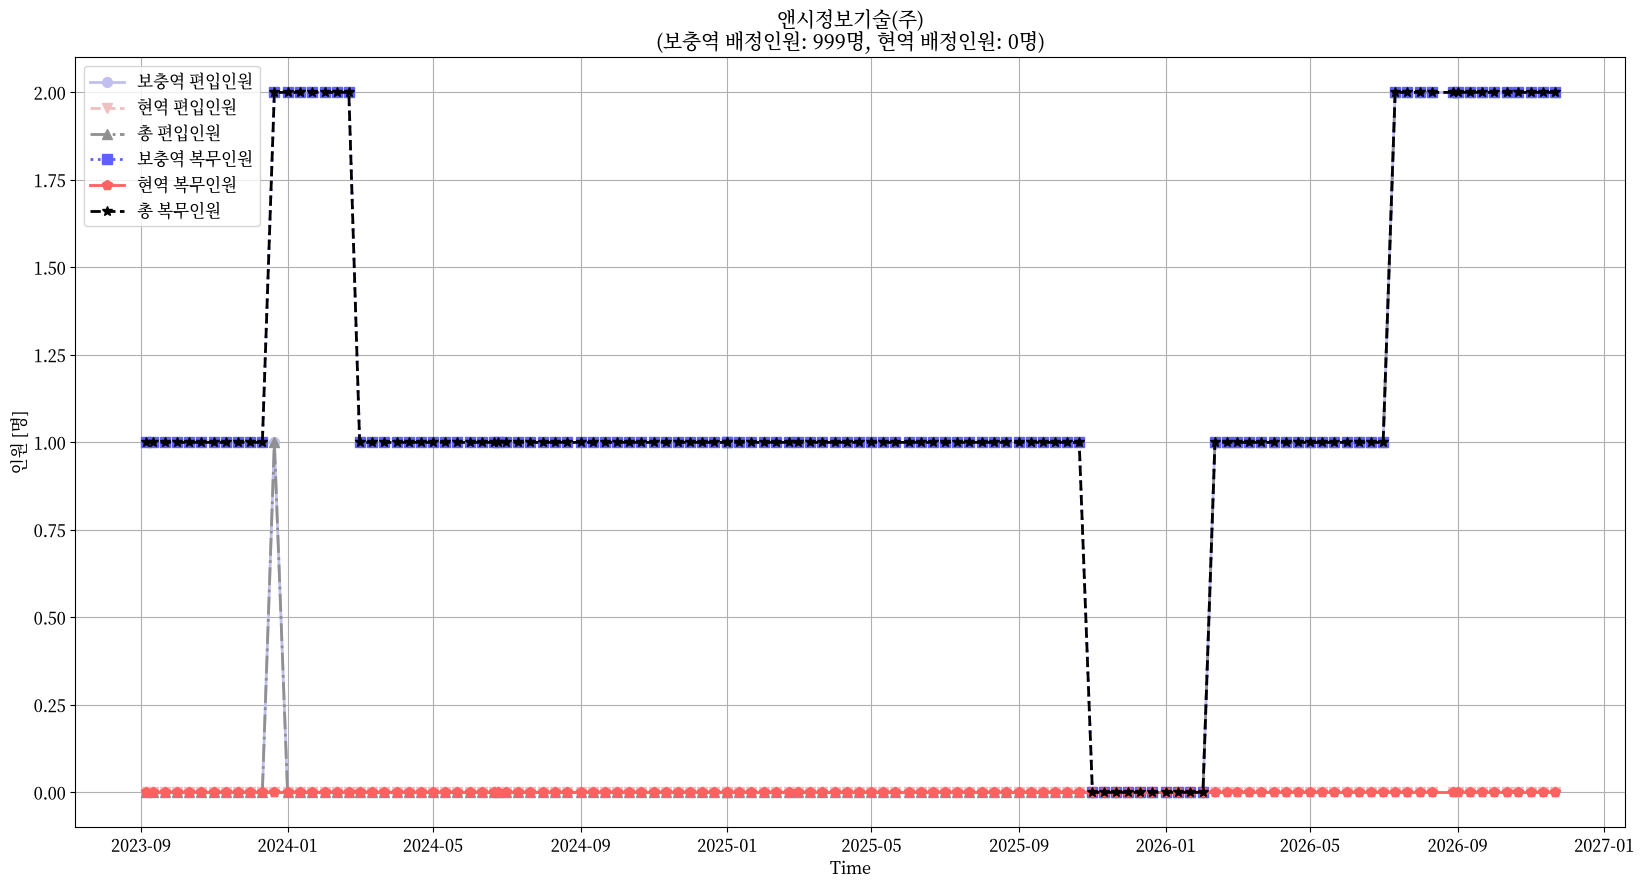 앤시정보기술(주)
(보충역 배정인원: 999명, 현역 배정인원: 0명)
보충역 편입인원
현역 편입인원
총 편입인원
보충역 복무인원
현역 복무인원
총 복무인원
2.00
1.75
1.50
1.25
1.00
0.75
0.50
0.25
0.00
인원 [명]
2023-09 2024-01 2024-05 2024-09 2025-01 2025-05 2025-09 2026-01 2026-05 2026-09 2027-01
Time